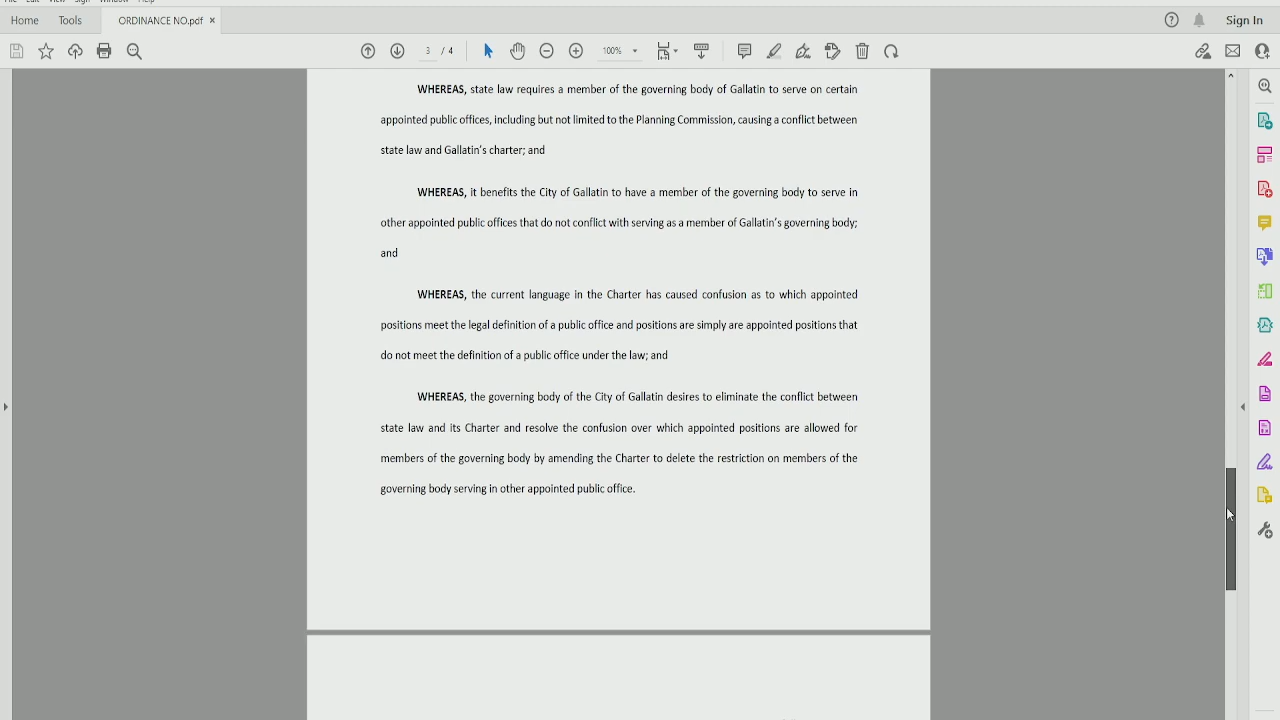 Home Tools ORDINANCE NO.pdf × Sign In
3 / 4 100%
WHEREAS, state law requires a member of the governing body of Gallatin to serve on certain
appointed public offices, including but not limited to the Planning Commission, causing a conflict between
state law and Gallatin's charter; and
WHEREAS, it benefits the City of Gallatin to have a member of the governing body to serve in
other appointed public offices that do not conflict with serving as a member of Gallatin's governing body;
and
WHEREAS, the current language in the Charter has caused confusion as to which appointed
positions meet the legal definition of a public office and positions are simply are appointed positions that
do not meet the definition of a public office under the law; and
WHEREAS, the governing body of the City of Gallatin desires to eliminate the conflict between
state law and its Charter and resolve the confusion over which appointed positions are allowed for
members of the governing body by amending the Charter to delete the restriction on members of the
governing body serving in other appointed public office.